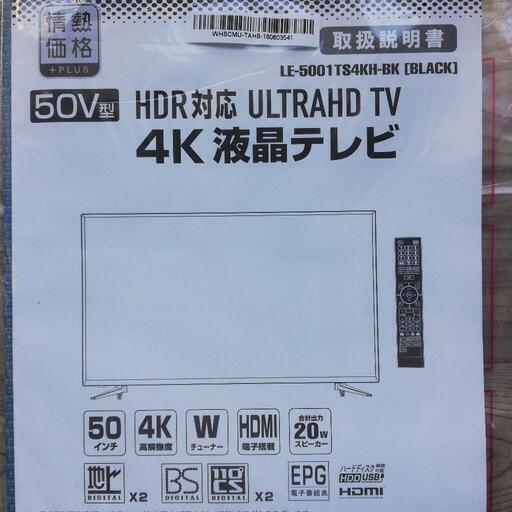 情熱
価格
+PLUS
WHSCMU-TAHB-180603541
取扱説明書
LE-5001TS4KH-BK [BLACK]
50V型 HDR対応 ULTRAHD TV
4K 液晶テレビ
50
インチ
4K
高解像度
W
チューナー
HDMI
端子搭載
合計出力
20W
スピーカー
地上
DIGITAL
X2
BS
DIGITAL
110°
CS
DIGITAL
X2
EPG
電子番組表
ハードディスク 録画対応
HDD USB
HDMI